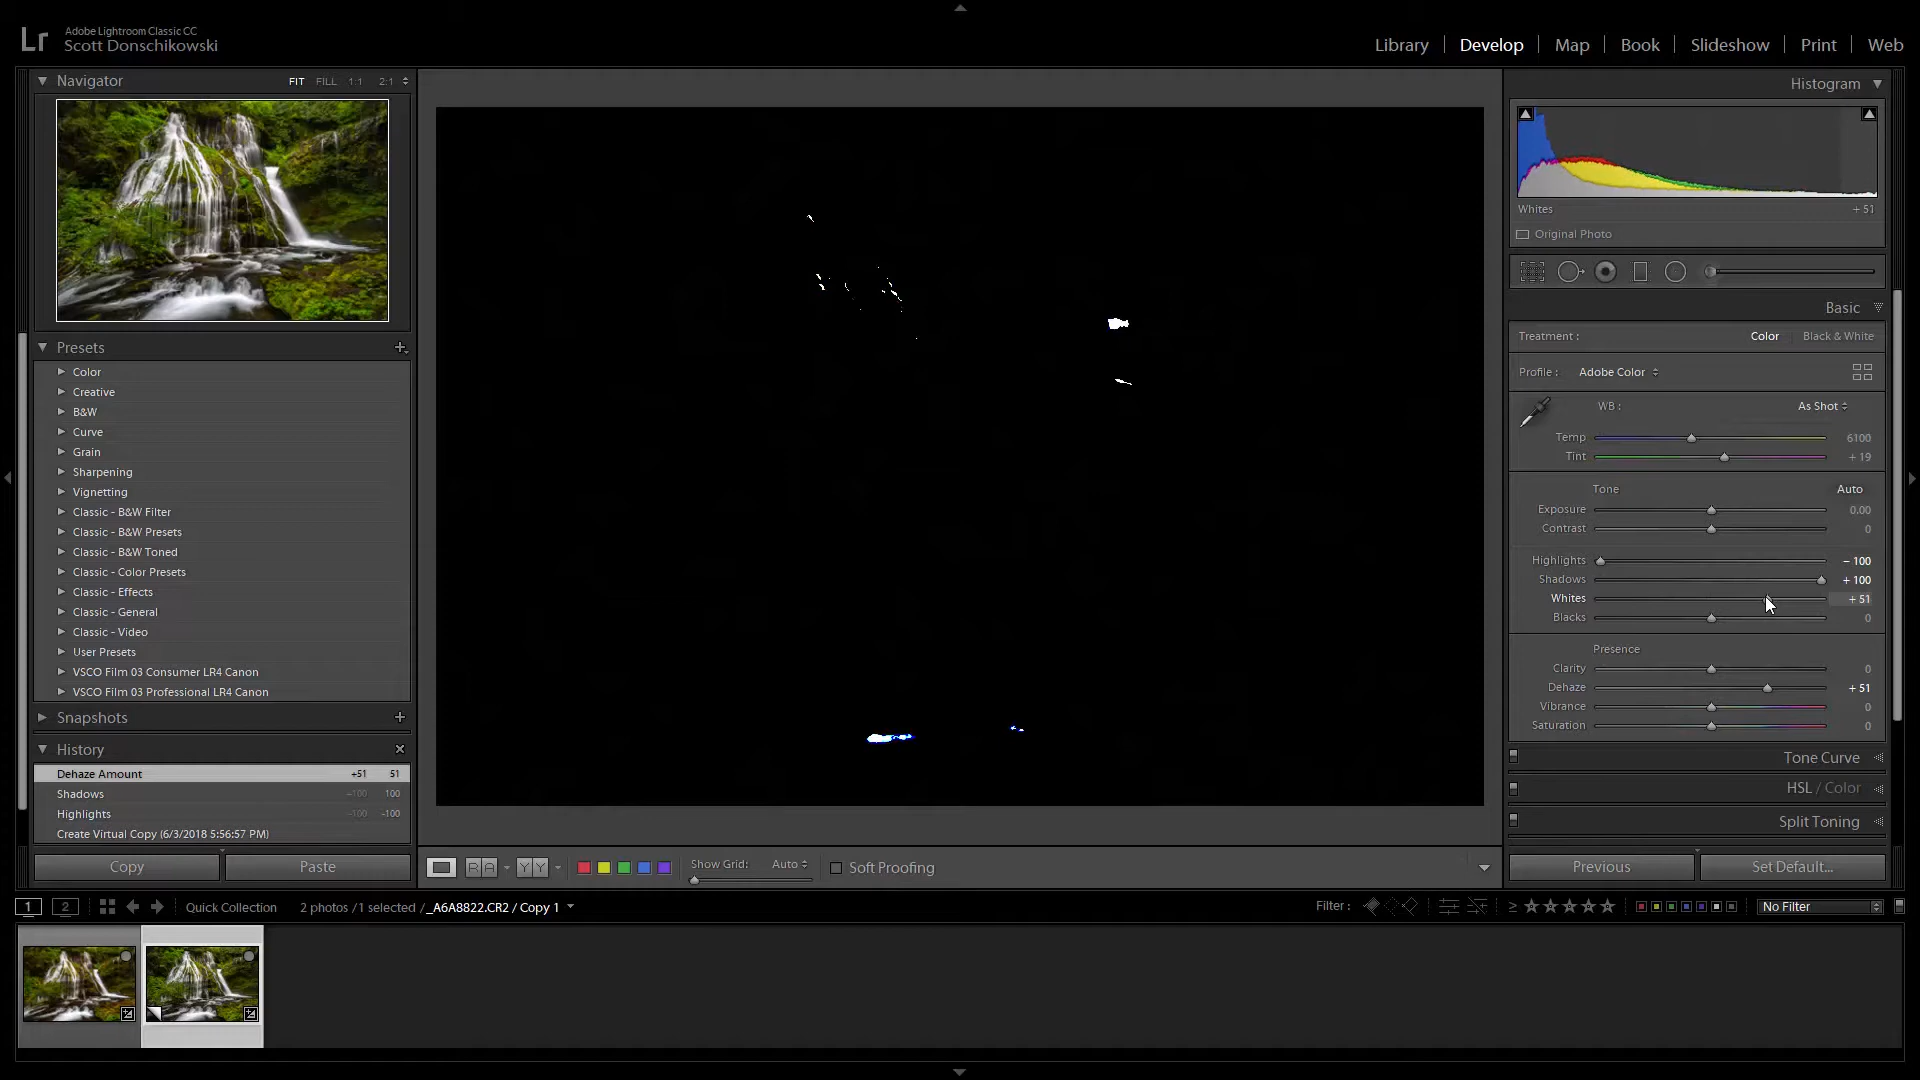 Lr
Adobe Lightroom Classic CC
Scott Donschikowski
Library
Develop
Map
Book
Slideshow
Print
Web
Navigator
FIT
FILL
1:1
2:1
Presets
Color
Creative
B&W
Curve
Grain
Sharpening
Vignetting
Classic - B&W Filter
Classic - B&W Presets
Classic - B&W Toned
Classic - Color Presets
Classic - Effects
Classic - General
Classic - Video
User Presets
VSCO Film 03 Consumer LR4 Canon
VSCO Film 03 Professional LR4 Canon
Snapshots
History
Dehaze Amount +51 51
Shadows +100 100
Highlights -100 -100
Create Virtual Copy (6/3/2018 5:56:57 PM)
Copy
Paste
Histogram
Whites + 51
Original Photo
Basic
Treatment : Color Black & White
Profile : Adobe Color
WB : As Shot
Temp 6100
Tint + 19
Tone Auto
Exposure 0.00
Contrast 0
Highlights - 100
Shadows + 100
Whites + 51
Blacks 0
Presence
Clarity 0
Dehaze + 51
Vibrance 0
Saturation 0
Tone Curve
HSL / Color
Split Toning
Previous
Set Default...
R A
Y Y
Show Grid: Auto
Soft Proofing
1
2
Quick Collection
2 photos /1 selected /_A6A8822.CR2 / Copy 1
Filter :
≥
No Filter